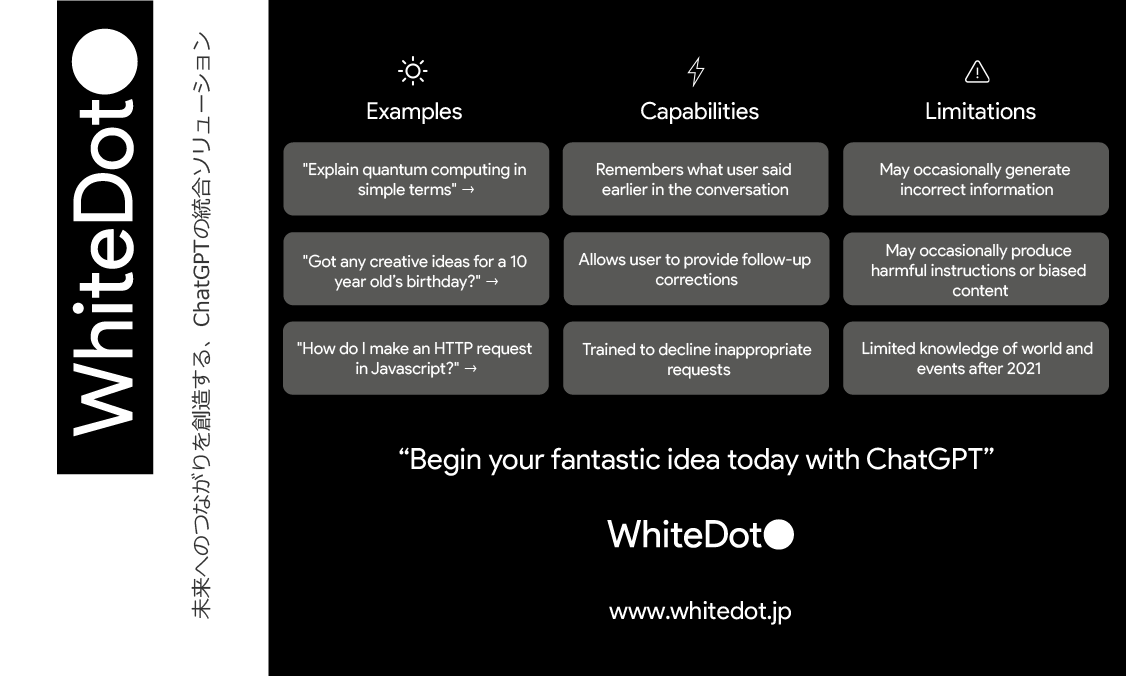 WhiteDot
未来へのつながりを創造する、ChatGPTの統合ソリューション
Examples
"Explain quantum computing in
simple terms" →
"Got any creative ideas for a 10
year old’s birthday?" →
"How do I make an HTTP request
in Javascript?" →
Capabilities
Remembers what user said
earlier in the conversation
Allows user to provide follow-up
corrections
Trained to decline inappropriate
requests
Limitations
May occasionally generate
incorrect information
May occasionally produce
harmful instructions or biased
content
Limited knowledge of world and
events after 2021
“Begin your fantastic idea today with ChatGPT”
WhiteDot
www.whitedot.jp